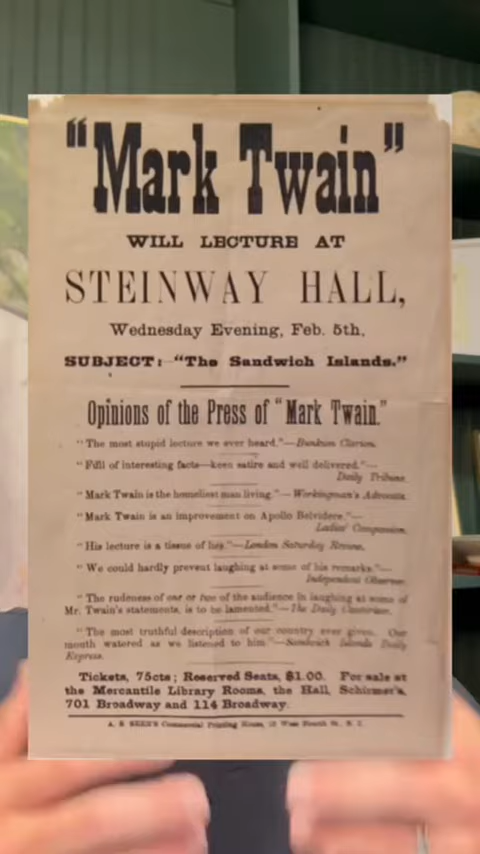 "Mark Twain"
WILL LECTURE AT
STEINWAY HALL,
Wednesday Evening, Feb. 5th.
SUBJECT: "The Sandwich Islands."
Opinions of the Press of "Mark Twain."
"The most stupid lecture we ever heard."—Bunkum Clarion.
"Full of interesting facts—keen satire and well delivered."—
Daily Tribune.
"Mark Twain is the homeliest man living."—Workingman's Advocate.
"Mark Twain is an improvement on Apollo Belvidere."—
Ladies' Companion.
"His lecture is a tissue of lies."—London Saturday Review.
"We could hardly prevent laughing at some of his remarks."—
Independent Observer.
"The rudeness of one or two of the audience in laughing at some of
Mr. Twain's statements, is to be lamented."—The Daily
"The most truthful description of our country ever given. Our
mouth watered as we listened to him."—Sandwich Islands Daily
Express.
Tickets, 75cts; Reserved Seats, $1.00. For sale at
the Mercantile Library Rooms, the Hall, Schirmer's,
701 Broadway and 114 Broadway.
Commercial Printing House, N. Y.